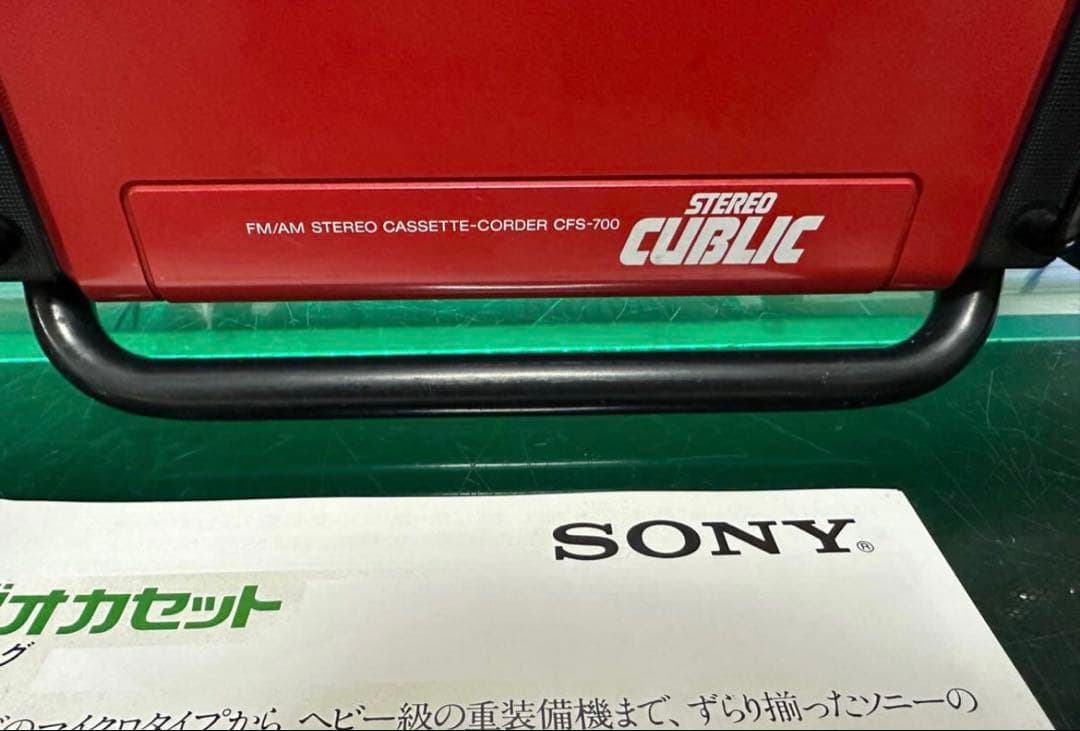 FM/AM STEREO CASSETTE-CORDER CFS-700
STEREO
CUBLIC
SONY®
オカセット
グ
のマイクロタイプから、ヘビー級の重装備機まで、ずらり揃ったソニーの